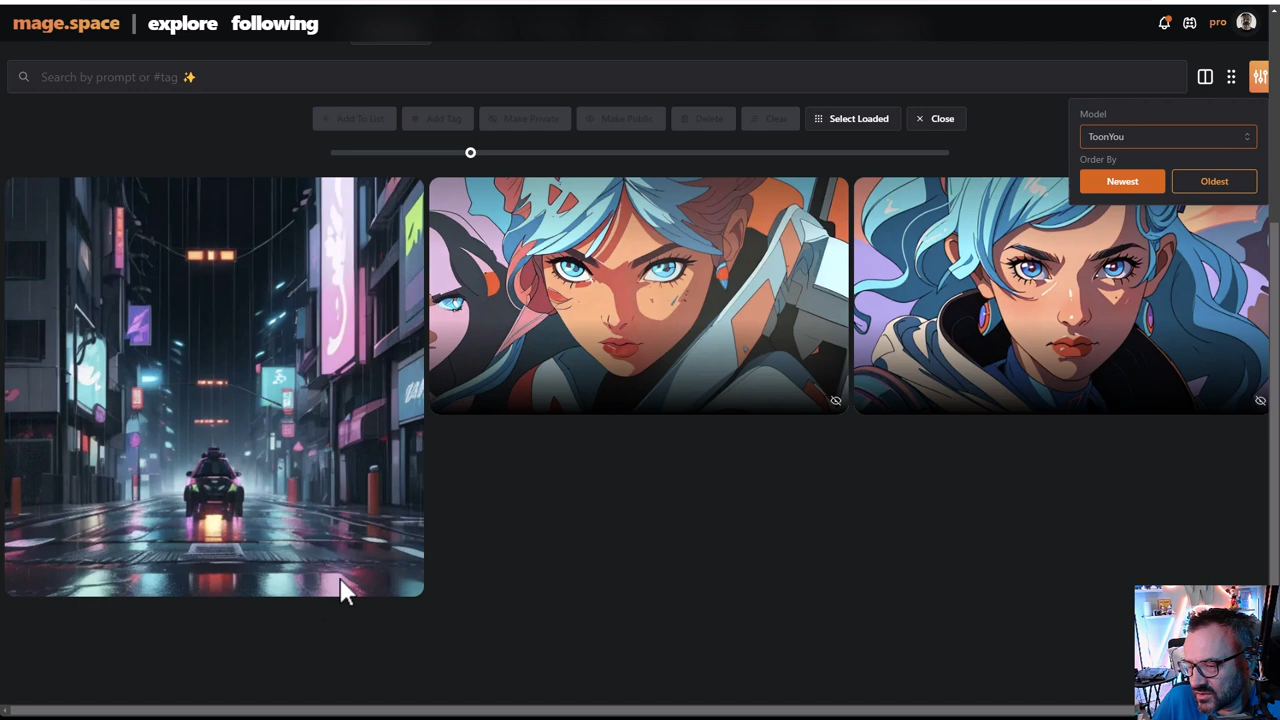 mage.space | explore following
pro
Search by prompt or #tag ✨
+ Add To List
+ Add Tag
Make Private
Make Public
Delete
Clear
Select Loaded
× Close
Model
ToonYou
Order By
Newest
Oldest